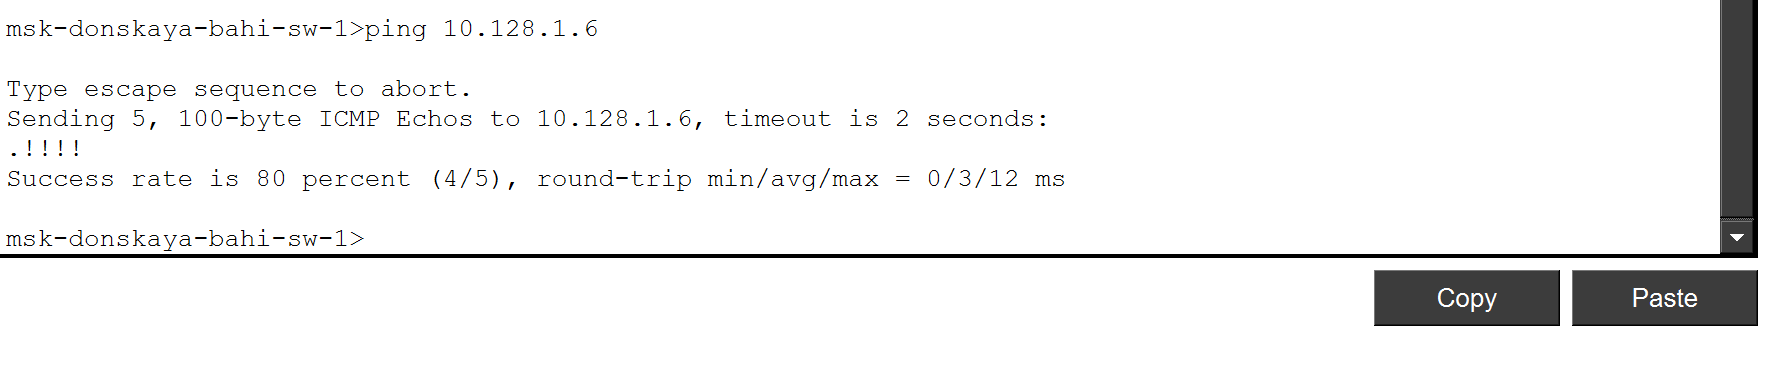 msk-donskaya-bahi-sw-1>ping 10.128.1.6
Type escape sequence to abort.
Sending 5, 100-byte ICMP Echos to 10.128.1.6, timeout is 2 seconds:
.!!!!
Success rate is 80 percent (4/5), round-trip min/avg/max = 0/3/12 ms
msk-donskaya-bahi-sw-1>
Copy Paste